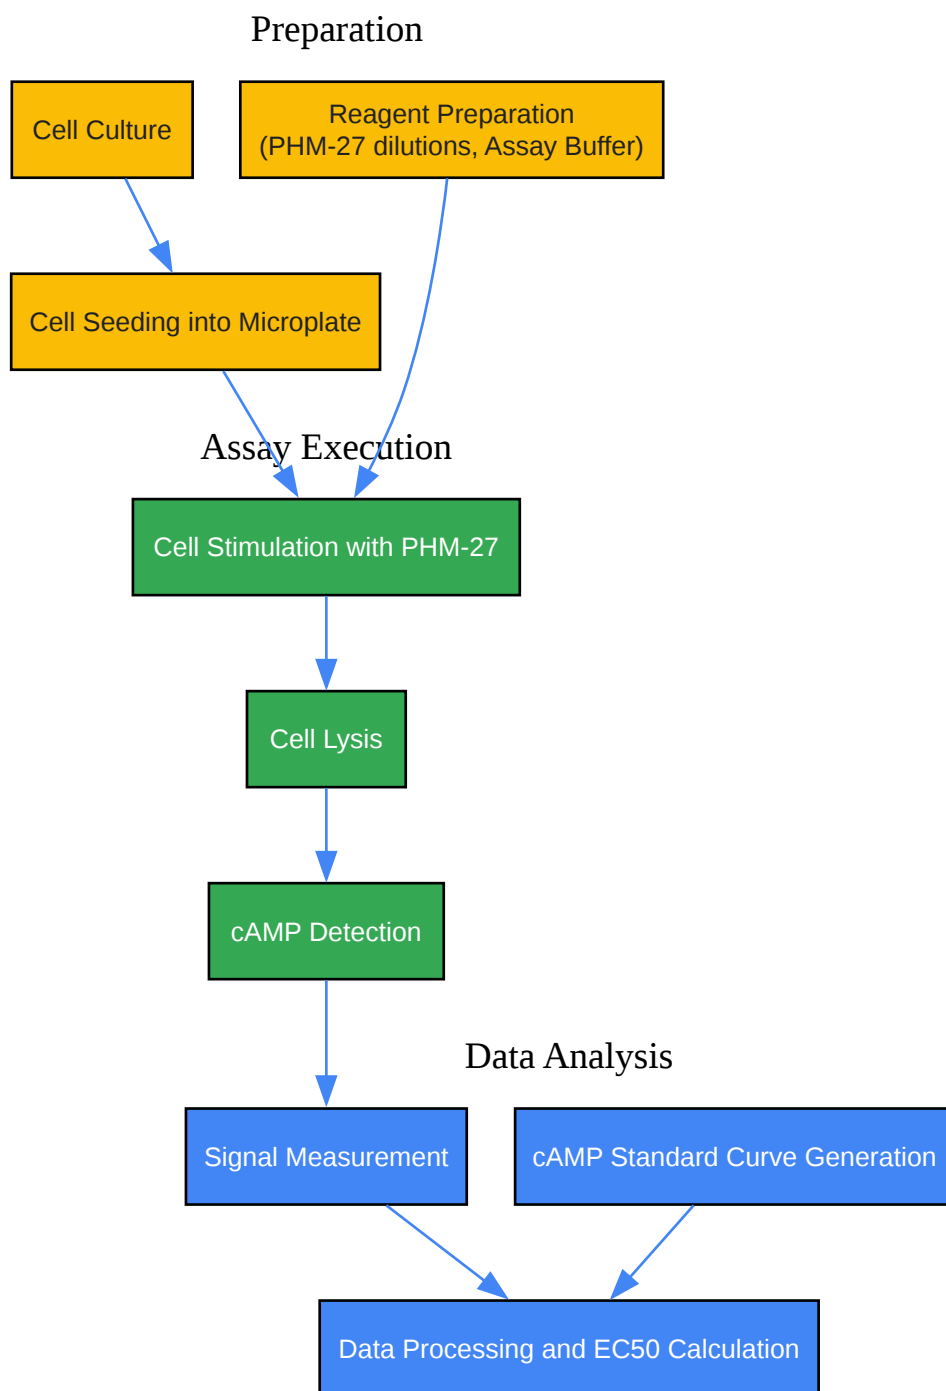 Preparation
Cell Culture
Reagent Preparation
(PHM-27 dilutions, Assay Buffer)
Cell Seeding into Microplate
Assay Execution
Cell Stimulation with PHM-27
Cell Lysis
cAMP Detection
Data Analysis
Signal Measurement
cAMP Standard Curve Generation
Data Processing and EC50 Calculation